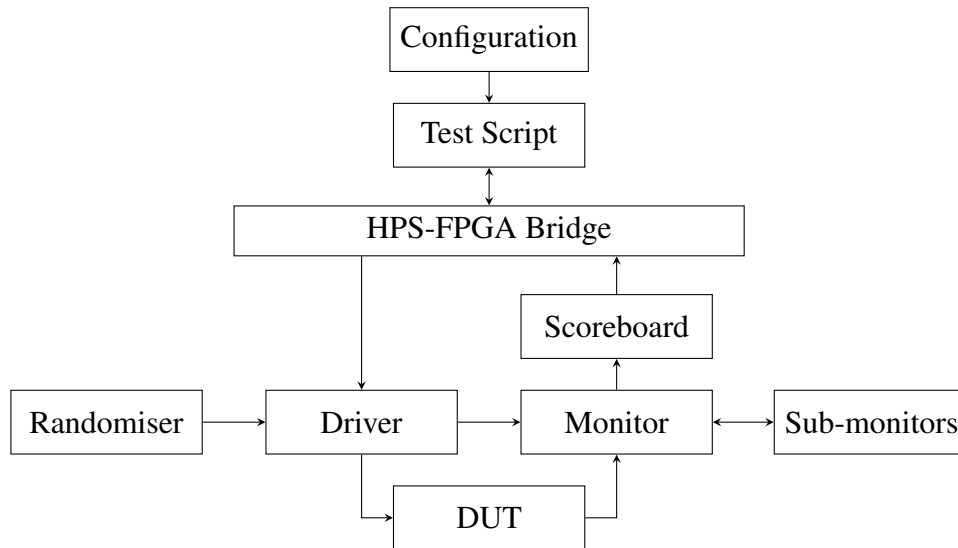 Configuration
Test Script
HPS-FPGA Bridge
Scoreboard
Randomiser
Driver
Monitor
Sub-monitors
DUT